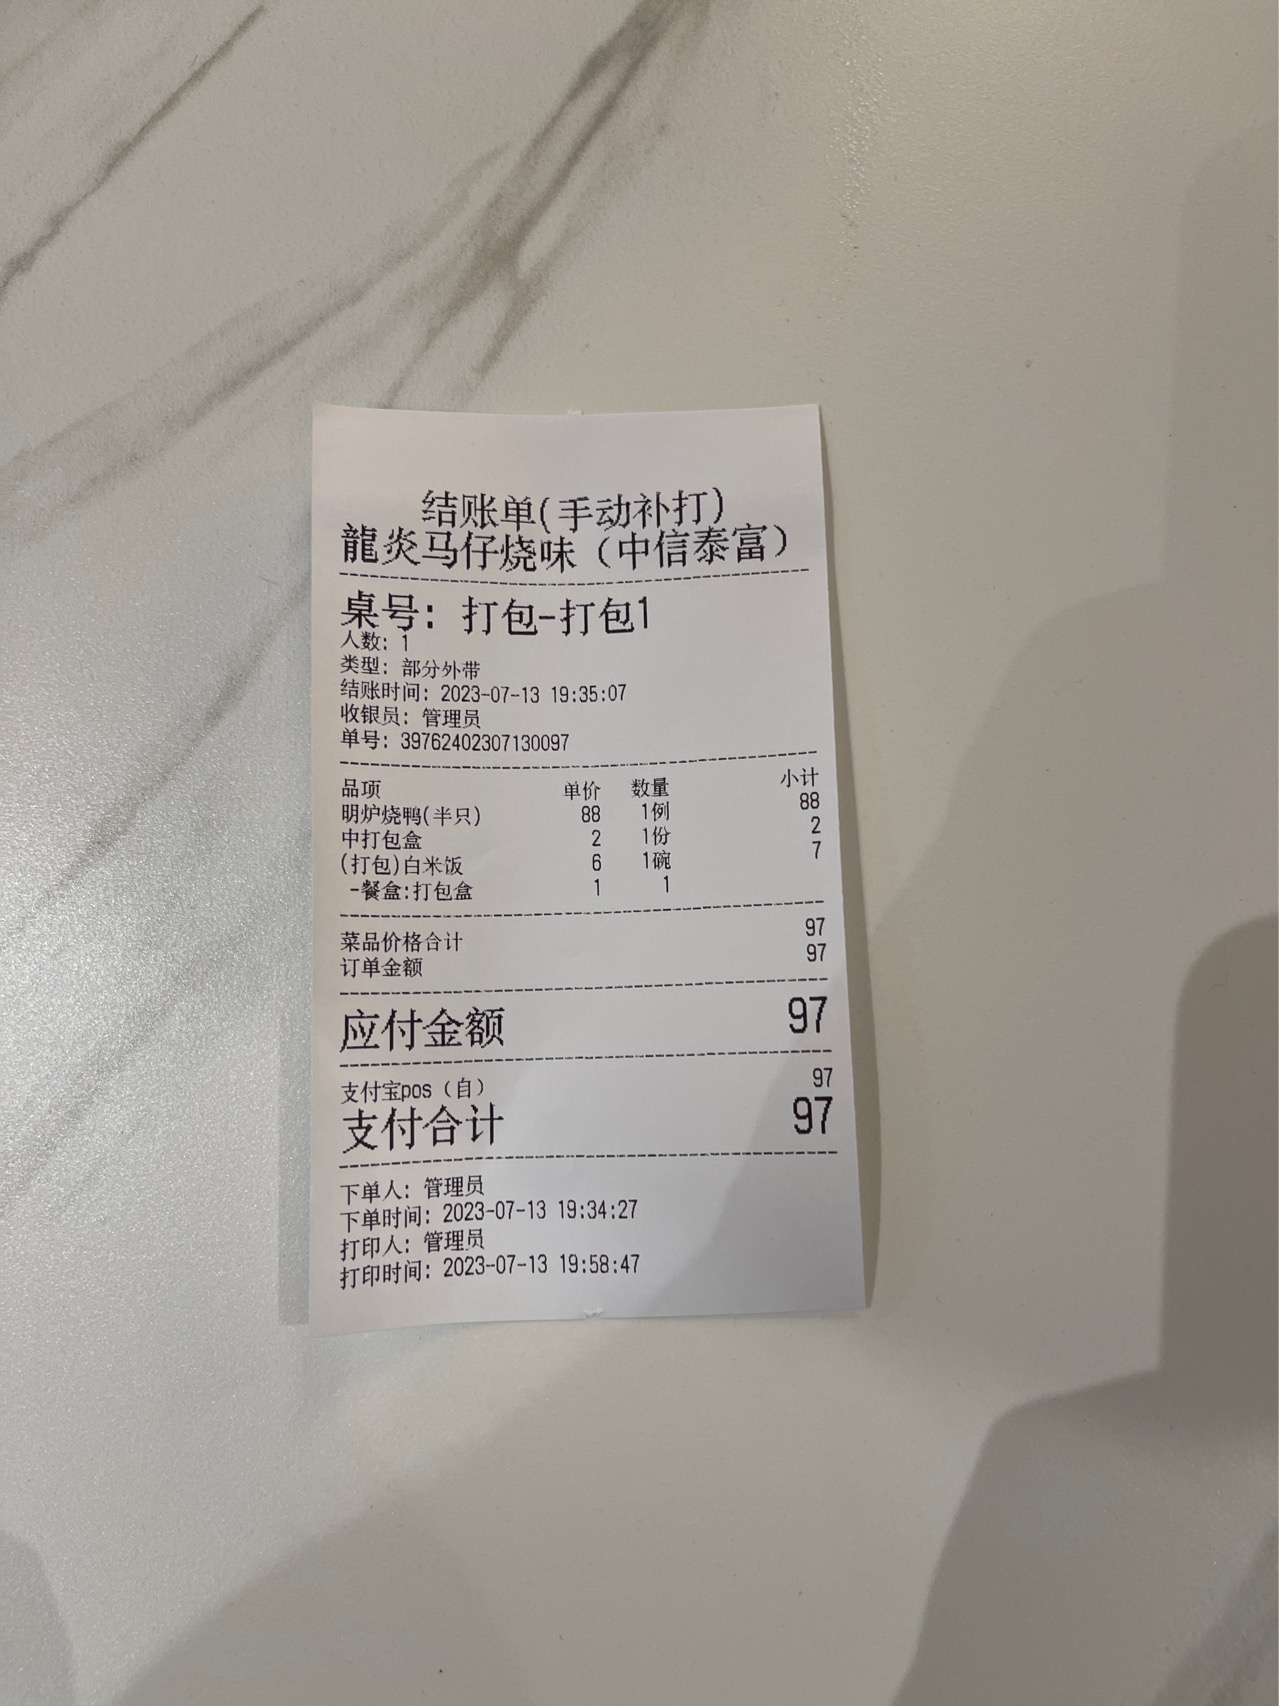 结账单(手动补打)
龍炎马仔烧味（中信泰富）
桌号: 打包-打包1
人数: 1
类型: 部分外带
结账时间: 2023-07-13 19:35:07
收银员: 管理员
单号: 39762402307130097
品项 单价 数量 小计
明炉烧鸭(半只) 88 1例 88
中打包盒 2 1份 2
(打包)白米饭 6 1碗 7
-餐盒:打包盒 1 1
菜品价格合计 97
订单金额 97
应付金额 97
支付宝pos（自） 97
支付合计 97
下单人: 管理员
下单时间: 2023-07-13 19:34:27
打印人: 管理员
打印时间: 2023-07-13 19:58:47